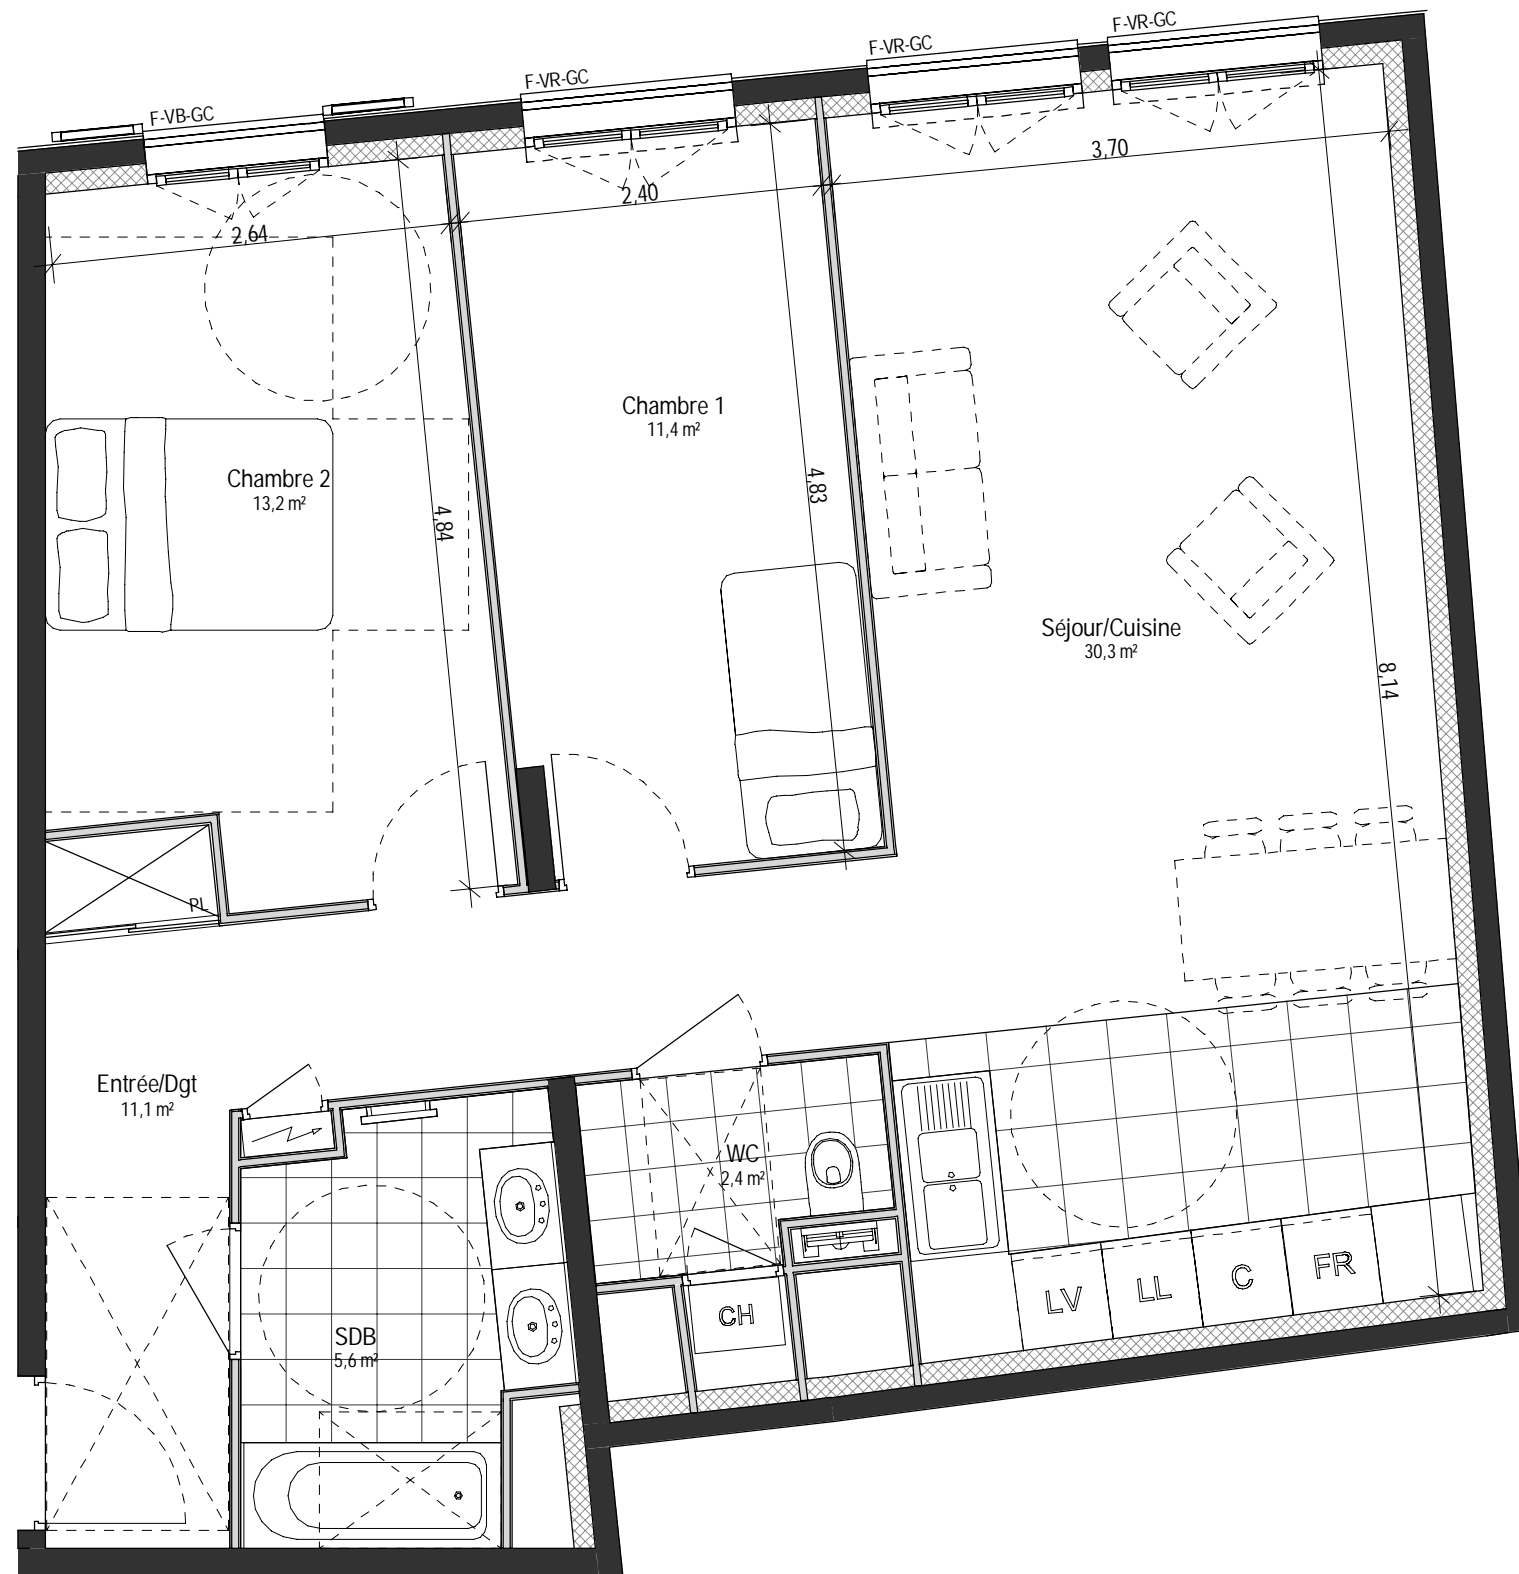 F-VR-GC
F-VR-GC
F-VR-GC
F-VB-GC
3,70
2,40
2,64
Chambre 1
11,4 m²
Chambre 2
13,2 m²
4,83
4,84
Séjour/Cuisine
30,3 m²
8,14
PL
Entrée/Dgt
11,1 m²
WC
2,4 m²
SDB
5,6 m²
CH
LV
LL
C
FR